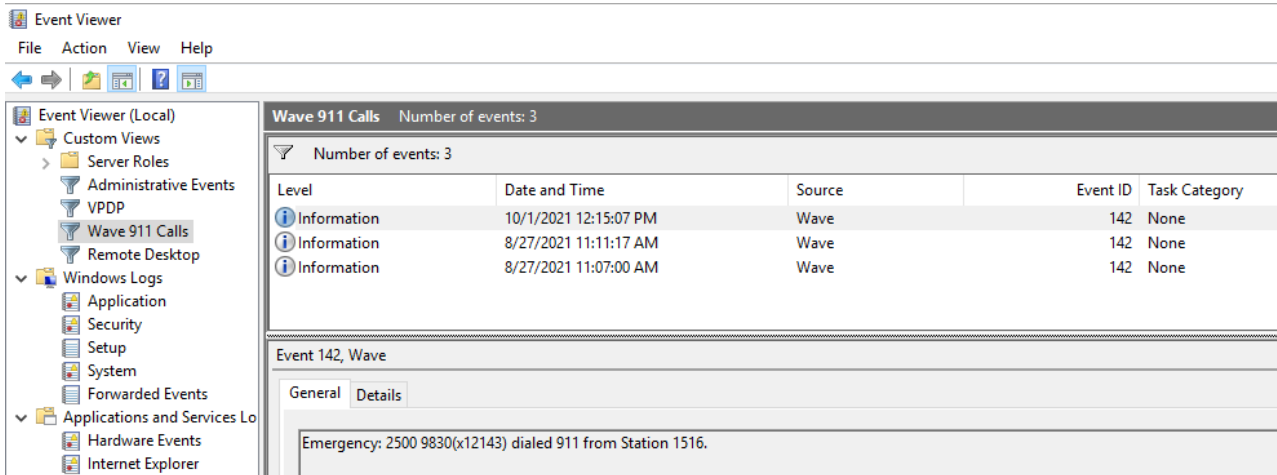 Event Viewer
File Action View Help
Event Viewer (Local)
Custom Views
Server Roles
Administrative Events
VPDP
Wave 911 Calls
Remote Desktop
Windows Logs
Application
Security
Setup
System
Forwarded Events
Applications and Services Lo
Hardware Events
Internet Explorer
Wave 911 Calls Number of events: 3
Number of events: 3
Level Date and Time Source Event ID Task Category
Information 10/1/2021 12:15:07 PM Wave 142 None
Information 8/27/2021 11:11:17 AM Wave 142 None
Information 8/27/2021 11:07:00 AM Wave 142 None
Event 142, Wave
General Details
Emergency: 2500 9830(x12143) dialed 911 from Station 1516.